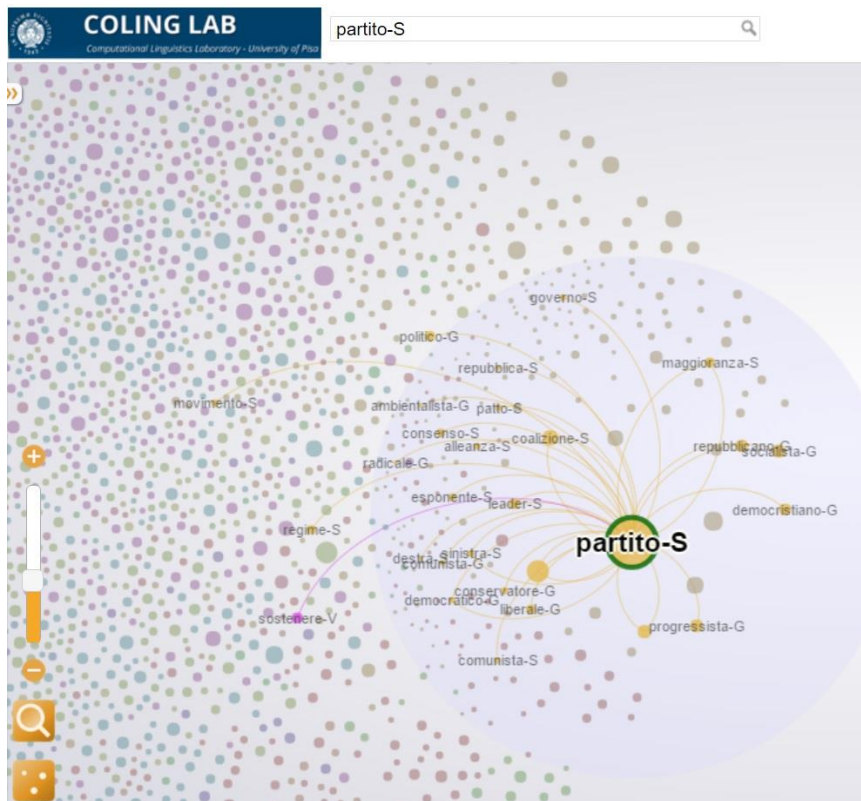 COLING LAB
Computational Linguistics Laboratory - University of Pisa
partito-S
governo-S
politico-G
maggioranza-S
repubblica-S
movimento-S
ambientalista-G
patto-S
consenso-S
coalizione-S
alleanza-S
repubblicano-G
socialista-G
radicale-G
esponente-S
leader-S
democristiano-G
regime-S
partito-S
destra-S
sinistra-S
comunista-G
conservatore-G
democratico-G
liberale-G
sostenere-V
progressista-G
comunista-S